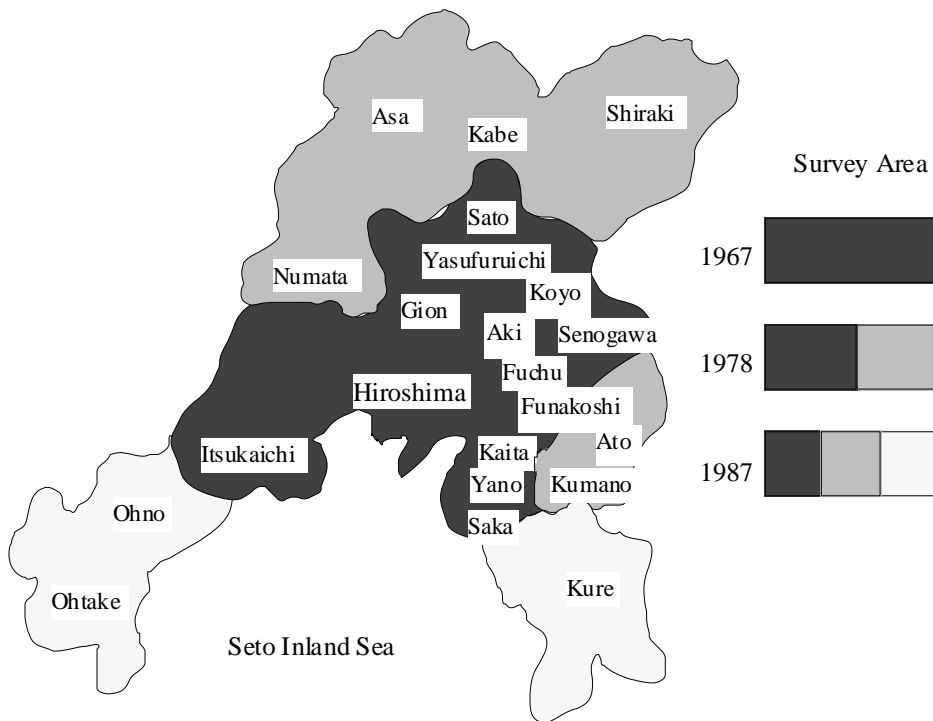 Asa
Shiraki
Kabe
Survey Area
Sato
1967
Yasufuruichi
Numata
Koyo
Gion
Aki
Senogawa
1978
Fuchu
Hiroshima
Funakoshi
Ato
Itsukaichi
Kaita
1987
Yano
Kumano
Ohno
Saka
Kure
Ohtake
Seto Inland Sea